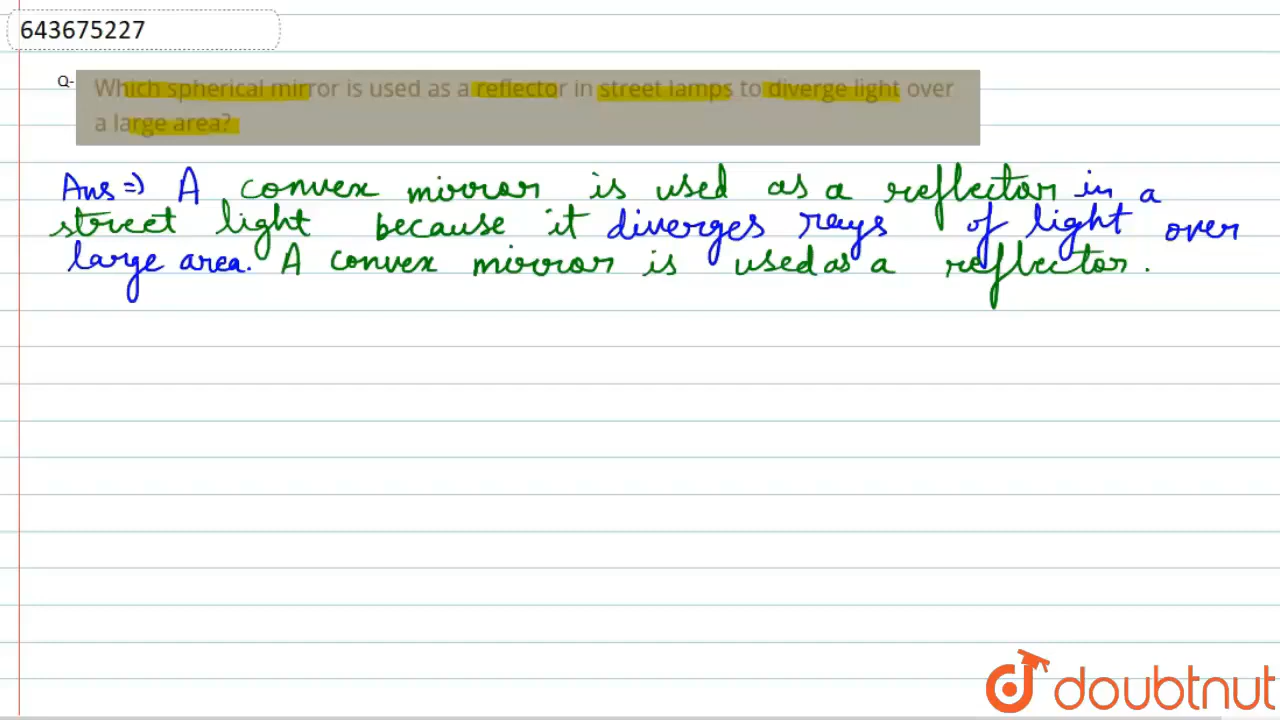 643675227
Q- Which spherical mirror is used as a reflector in street lamps to diverge light over
a large area?
Ans => A convex mirror is used as a reflector in a
street light because it diverges rays of light over
large area. A convex mirror is used as a reflector.
doubtnut